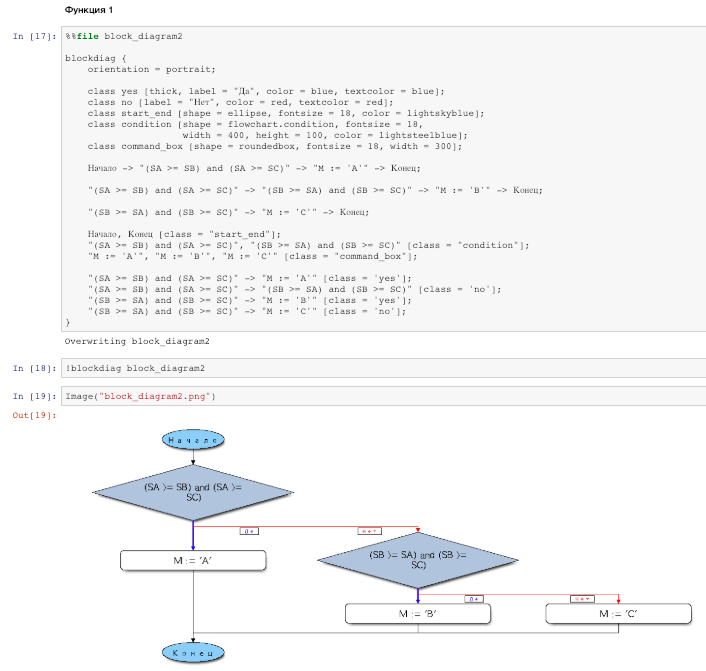 Функция 1
In [17]: %%file block_diagram2
blockdiag {
orientation = portrait;
class yes [thick, label = "Да", color = blue, textcolor = blue];
class no [label = "Нет", color = red, textcolor = red];
class start_end [shape = ellipse, fontsize = 18, color = lightskyblue];
class condition [shape = flowchart.condition, fontsize = 18,
width = 400, height = 100, color = lightsteelblue];
class command_box [shape = roundedbox, fontsize = 18, width = 300];
Начало -> "(SA >= SB) and (SA >= SC)" -> "M := 'A'" -> Конец;
"(SA >= SB) and (SA >= SC)" -> "(SB >= SA) and (SB >= SC)" -> "M := 'B'" -> Конец;
"(SB >= SA) and (SB >= SC)" -> "M := 'C'" -> Конец;
Начало, Конец [class = "start_end"];
"(SA >= SB) and (SA >= SC)", "(SB >= SA) and (SB >= SC)" [class = "condition"];
"M := 'A'", "M := 'B'", "M := 'C'" [class = "command_box"];
"(SA >= SB) and (SA >= SC)" -> "M := 'A'" [class = 'yes'];
"(SA >= SB) and (SA >= SC)" -> "(SB >= SA) and (SB >= SC)" [class = 'no'];
"(SB >= SA) and (SB >= SC)" -> "M := 'B'" [class = 'yes'];
"(SB >= SA) and (SB >= SC)" -> "M := 'C'" [class = 'no'];
}
Overwriting block_diagram2
In [18]: !blockdiag block_diagram2
In [19]: Image("block_diagram2.png")
Out[19]:
Начало
(SA >= SB) and (SA >=
SC)
Да
Нет
(SB >= SA) and (SB >=
SC)
M := 'A'
Да
Нет
M := 'B'
M := 'C'
Конец